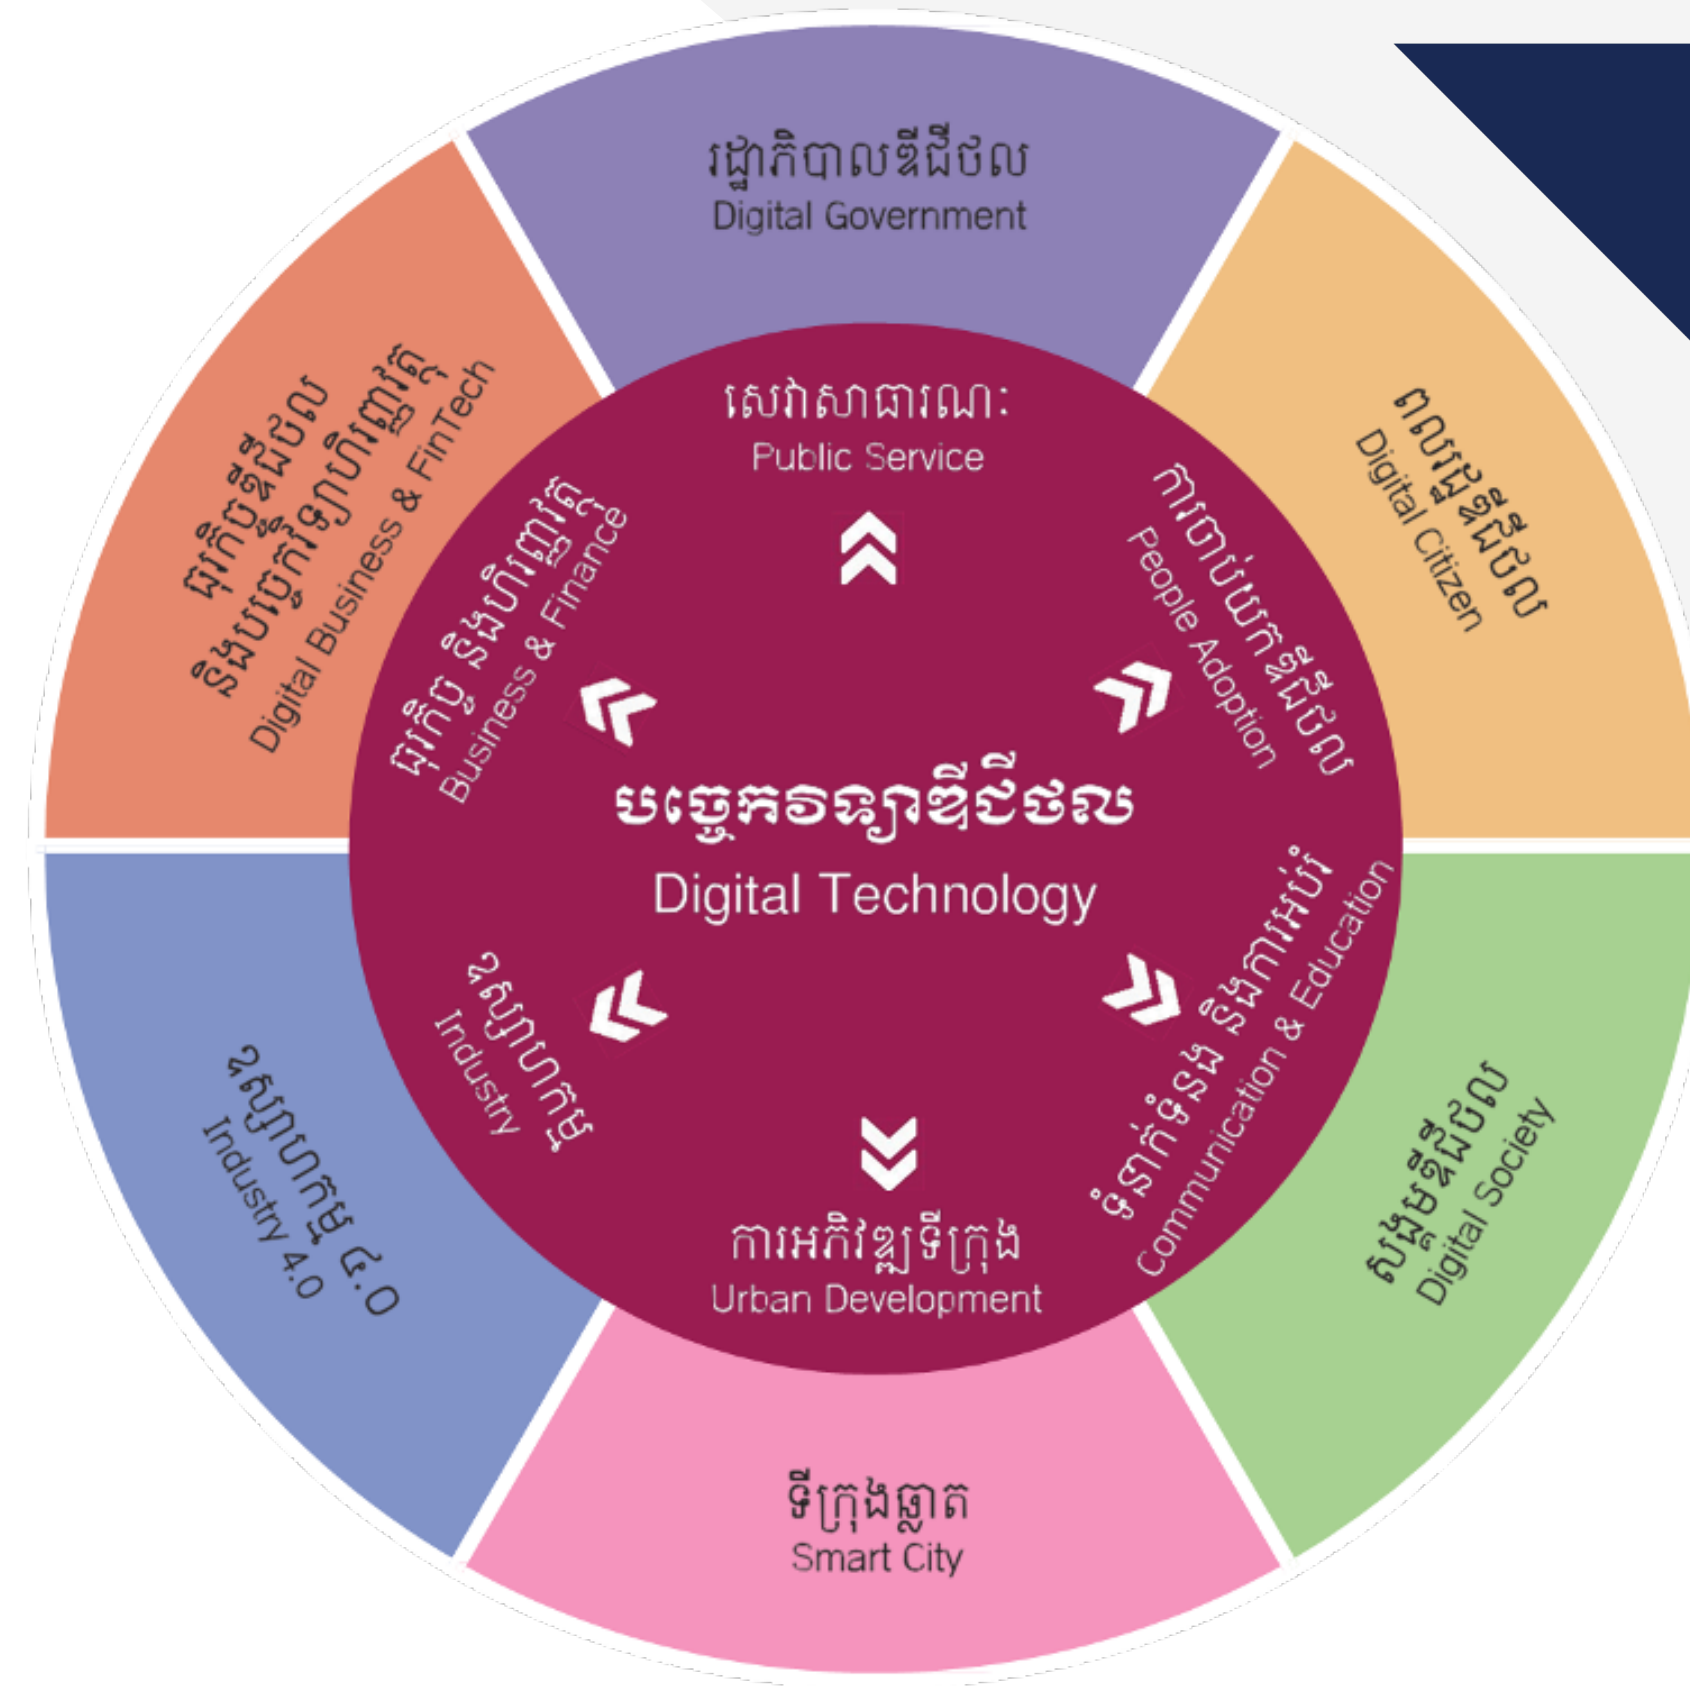 រដ្ឋាភិបាលឌីជីថល
Digital Government
ពលរដ្ឋឌីជីថល
Digital Citizen
សង្គមឌីជីថល
Digital Society
ទីក្រុងឆ្លាត
Smart City
ឧស្សាហកម្ម ៤.០
Industry 4.0
ធុរកិច្ចឌីជីថល
និងបច្ចេកវិទ្យាហិរញ្ញវត្ថុ
Digital Business & FinTech
សេវាសាធារណៈ
Public Service
ការចាប់យកឌីជីថល
People Adoption
ទំនាក់ទំនង និងការអប់រំ
Communication & Education
ការអភិវឌ្ឍទីក្រុង
Urban Development
ឧស្សាហកម្ម
Industry
ធុរកិច្ច និងហិរញ្ញវត្ថុ
Business & Finance
បច្ចេកវិទ្យាឌីជីថល
Digital Technology